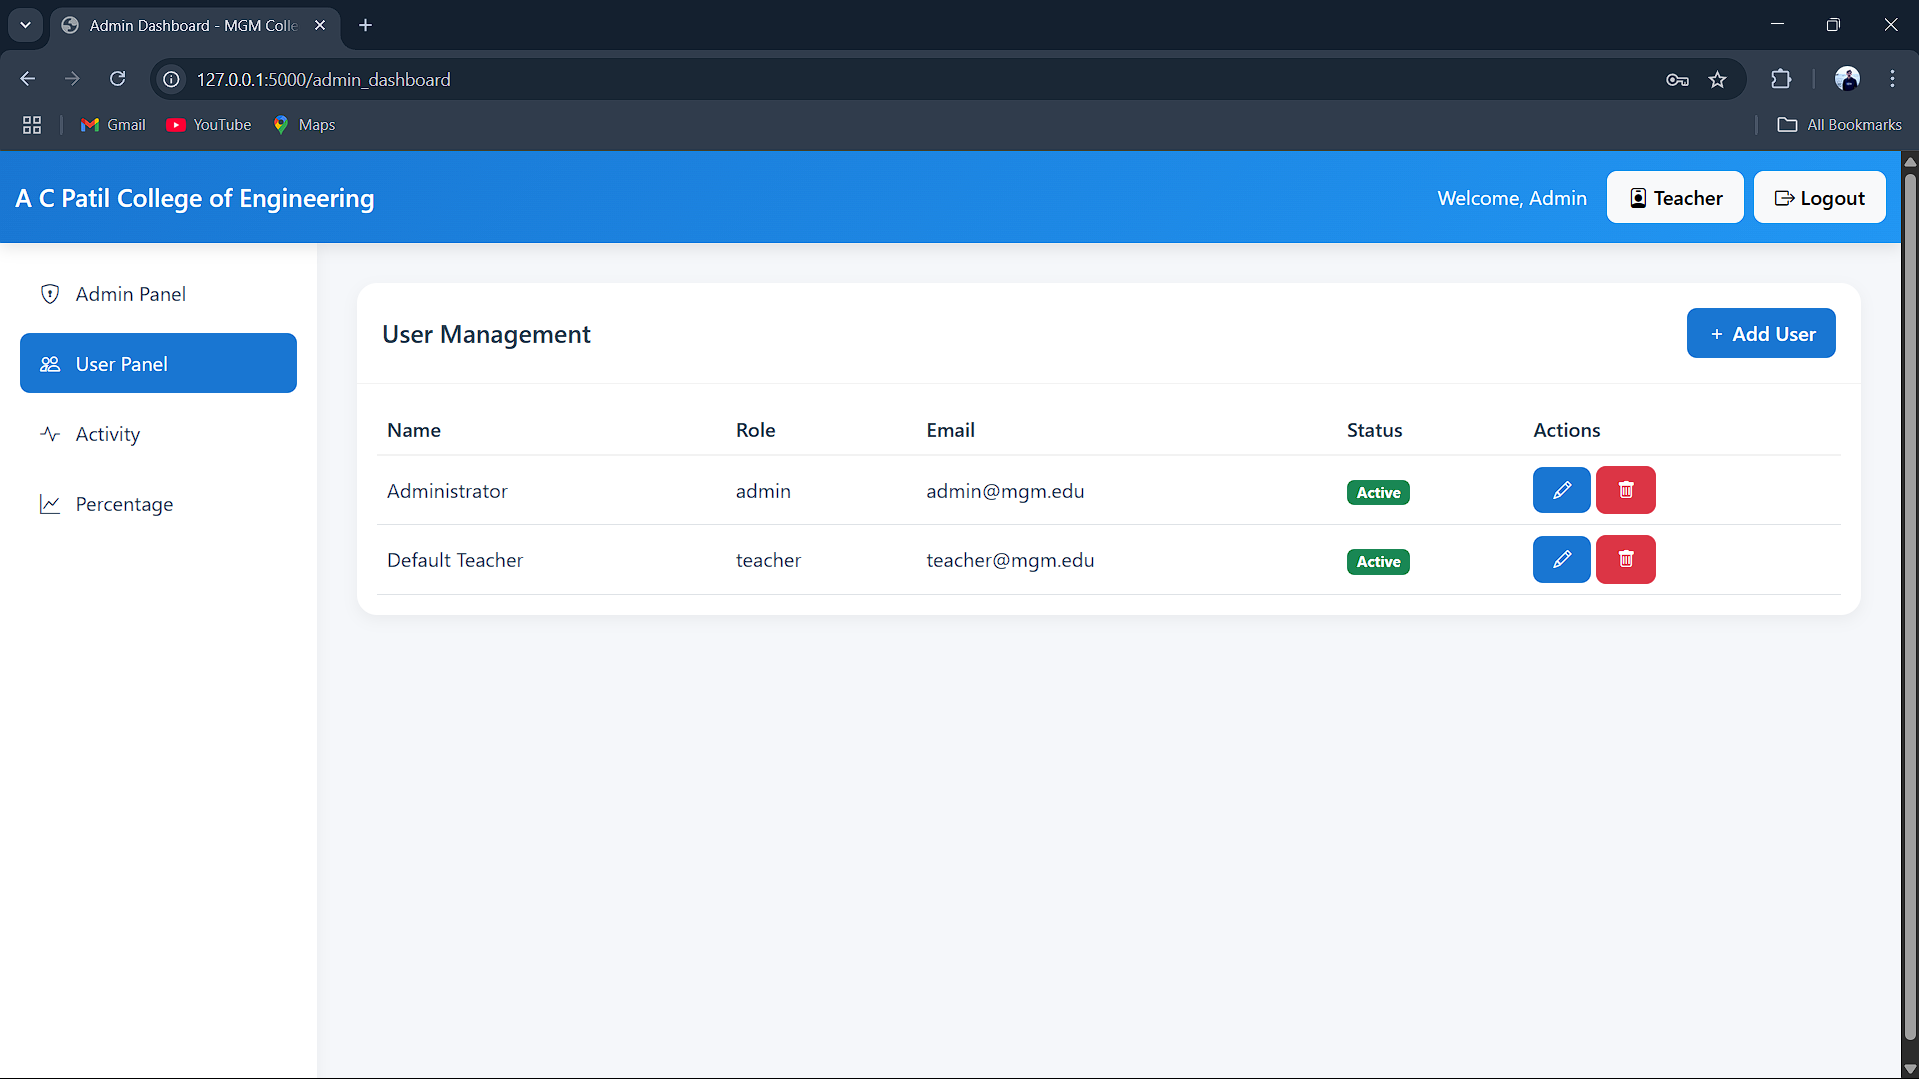 Admin Dashboard - MGM Colle
127.0.0.1:5000/admin_dashboard
Gmail YouTube Maps All Bookmarks
A C Patil College of Engineering Welcome, Admin Teacher Logout
Admin Panel
User Panel
Activity
Percentage
User Management + Add User
Name Role Email Status Actions
Administrator admin admin@mgm.edu Active
Default Teacher teacher teacher@mgm.edu Active